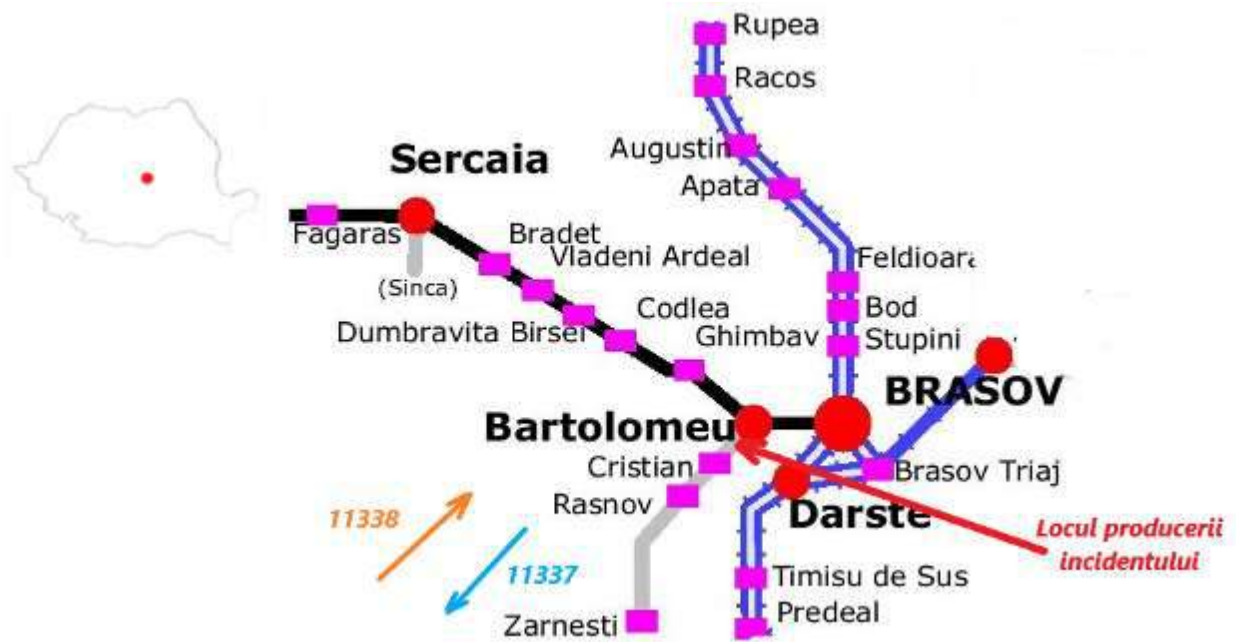 Rupea
Racos
Augustin
Apata
Sercaia
Fagaras
Bradet
Vladeni Ardeal
Feldioara
(Sinca)
Codlea
Bod
Dumbravita Birsei
Ghimbav
Stupini
BRASOV
Bartolomeu
Cristian
Brasov Triaj
Rasnov
Darste
11338
Locul producerii
incidentului
11337
Timisu de Sus
Zarnesti
Predeal